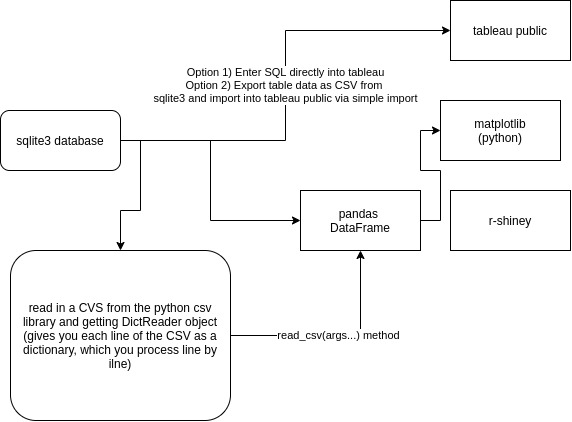 tableau public
Option 1) Enter SQL directly into tableau
Option 2) Export table data as CSV from
sqlite3 and import into tableau public via simple import
sqlite3 database
matplotlib
(python)
pandas
DataFrame
r-shiney
read in a CVS from the python csv
library and getting DictReader object
(gives you each line of the CSV as a
dictionary, which you process line by
ilne)
read_csv(args...) method